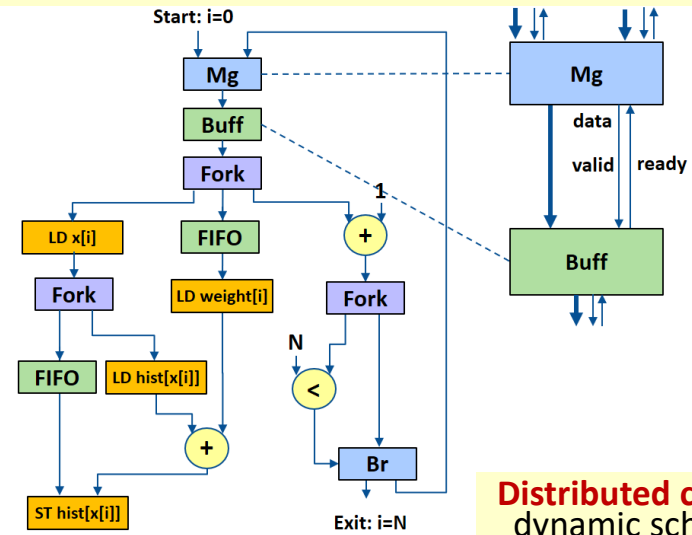 Start: i=0
Mg
Buff
Fork
1
LD x[i]
FIFO
+
Fork
LD weight[i]
Fork
N
FIFO
LD hist[x[i]]
<
+
Br
ST hist[x[i]]
Exit: i=N
Mg
data
valid
ready
Buff
Distributed
dynamic